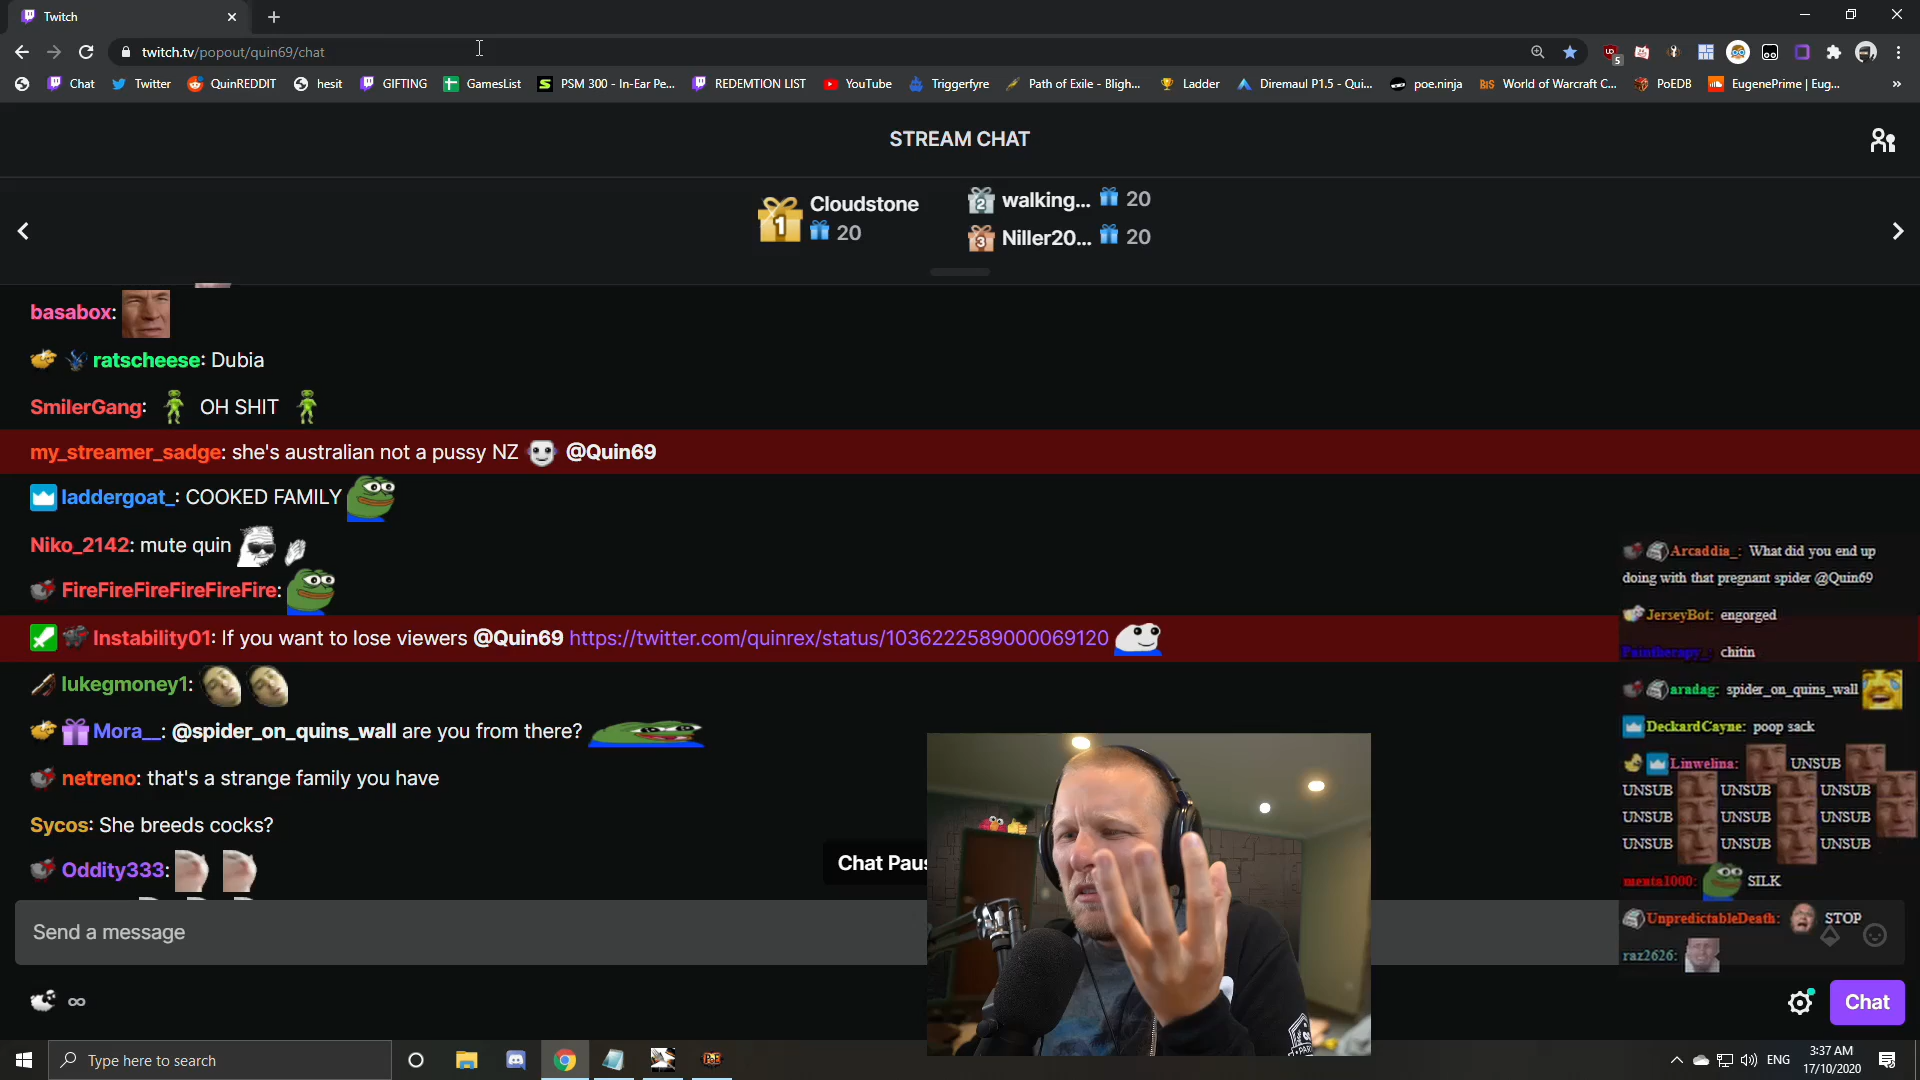 Twitch
twitch.tv/popout/quin69/chat
5
Chat Twitter QuinREDDIT hesit GIFTING GamesList PSM 300 - In-Ear Pe... REDEMTION LIST YouTube Triggerfyre Path of Exile - Bligh... Ladder Diremaul P1.5 - Qui... poe.ninja World of Warcraft C... PoEDB EugenePrime | Eug... »
STREAM CHAT
1 Cloudstone
20
2 walking... 20
3 Niller20... 20
basabox:
ratscheese: Dubia
SmilerGang: OH SHIT
my_streamer_sadge: she's australian not a pussy NZ @Quin69
laddergoat_: COOKED FAMILY
Niko_2142: mute quin
FireFireFireFireFireFire:
Instability01: If you want to lose viewers @Quin69 https://twitter.com/quinrex/status/1036222589000069120
lukegmoney1:
Mora__: @spider_on_quins_wall are you from there?
netreno: that's a strange family you have
Sycos: She breeds cocks?
Oddity333:
Chat Paus
Send a message
∞
Chat
Arcaddia_: What did you end up
doing with that pregnant spider @Quin69
JerseyBot: engorged
Paintherapy_: chitin
aradag: spider_on_quins_wall
DeckardCayne: poop sack
Linwelina: UNSUB
UNSUB UNSUB UNSUB
UNSUB UNSUB UNSUB
UNSUB UNSUB UNSUB
menta1000: SILK
UnpredictableDeath: STOP
raz2626:
Type here to search
ENG
3:37 AM
17/10/2020